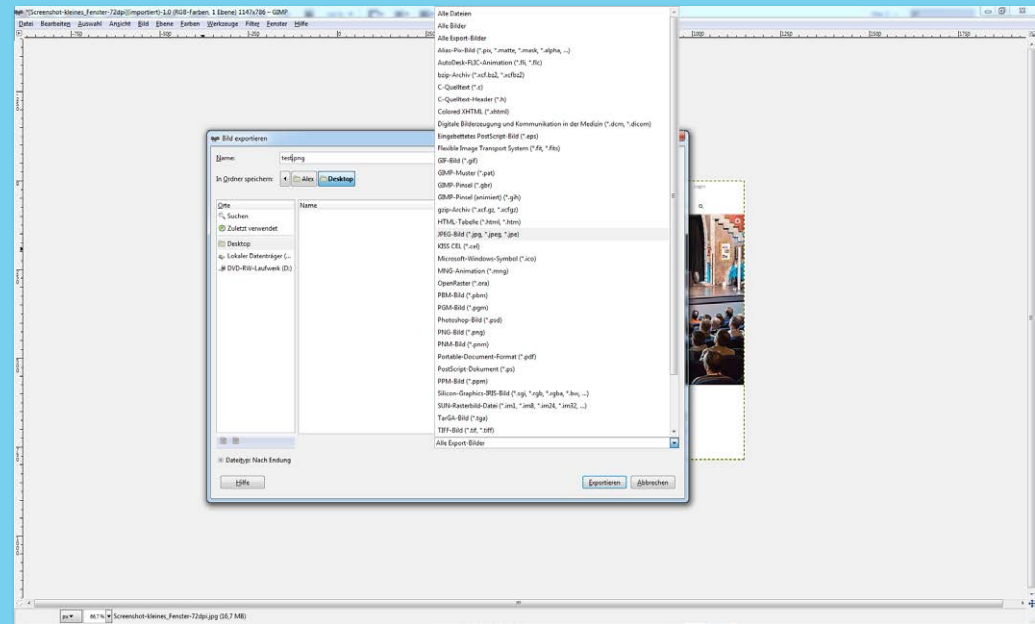 *[Screenshot-kleines_Fenster-72dpi] (importiert)-1.0 (RGB-Farben, 1 Ebene) 1147x786 – GIMP
Datei Bearbeiten Auswahl Ansicht Bild Ebene Farben Werkzeuge Filter Fenster Hilfe
Bild exportieren
Name: test.png
In Ordner speichern: Alex Desktop
Orte
Name
Suchen
Zuletzt verwendet
Desktop
Lokaler Datenträger (...
DVD-RW-Laufwerk (D:)
Alle Dateien
Alle Bilder
Alle Export-Bilder
Alias-Pix-Bild (*.pix, *.matte, *.mask, *.alpha, ...)
AutoDesk-FLIC-Animation (*.fli, *.flc)
bzip-Archiv (*.xcf.bz2, *.xcfbz2)
C-Quelltext (*.c)
C-Quelltext-Header (*.h)
Colored XHTML (*.xhtml)
Digitale Bilderzeugung und Kommunikation in der Medizin (*.dcm, *.dicom)
Eingebettetes PostScript-Bild (*.eps)
Flexible Image Transport System (*.fit, *.fits)
GIF-Bild (*.gif)
GIMP-Muster (*.pat)
GIMP-Pinsel (*.gbr)
GIMP-Pinsel (animiert) (*.gih)
gzip-Archiv (*.xcf.gz, *.xcfgz)
HTML-Tabelle (*.html, *.htm)
JPEG-Bild (*.jpg, *.jpeg, *.jpe)
KISS CEL (*.cel)
Microsoft-Windows-Symbol (*.ico)
MNG-Animation (*.mng)
OpenRaster (*.ora)
PBM-Bild (*.pbm)
PGM-Bild (*.pgm)
Photoshop-Bild (*.psd)
PNG-Bild (*.png)
PNM-Bild (*.pnm)
Portable-Document-Format (*.pdf)
PostScript-Dokument (*.ps)
PPM-Bild (*.ppm)
Silicon-Graphics-IRIS-Bild (*.sgi, *.rgb, *.rgba, *.bw, ...)
SUN-Rasterbild-Datei (*.im1, *.im8, *.im24, *.im32, ...)
TarGA-Bild (*.tga)
TIFF-Bild (*.tif, *.tiff)
Alle Export-Bilder
Dateityp: Nach Endung
Hilfe
Exportieren Abbrechen
px 66,7 % Screenshot-kleines_Fenster-72dpi.jpg (16,7 MB)